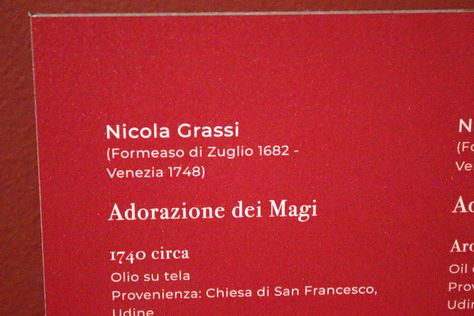 Nicola Grassi
(Formeaso di Zuglio 1682 -
Venezia 1748)
Adorazione dei Magi
1740 circa
Olio su tela
Provenienza: Chiesa di San Francesco,
Udine